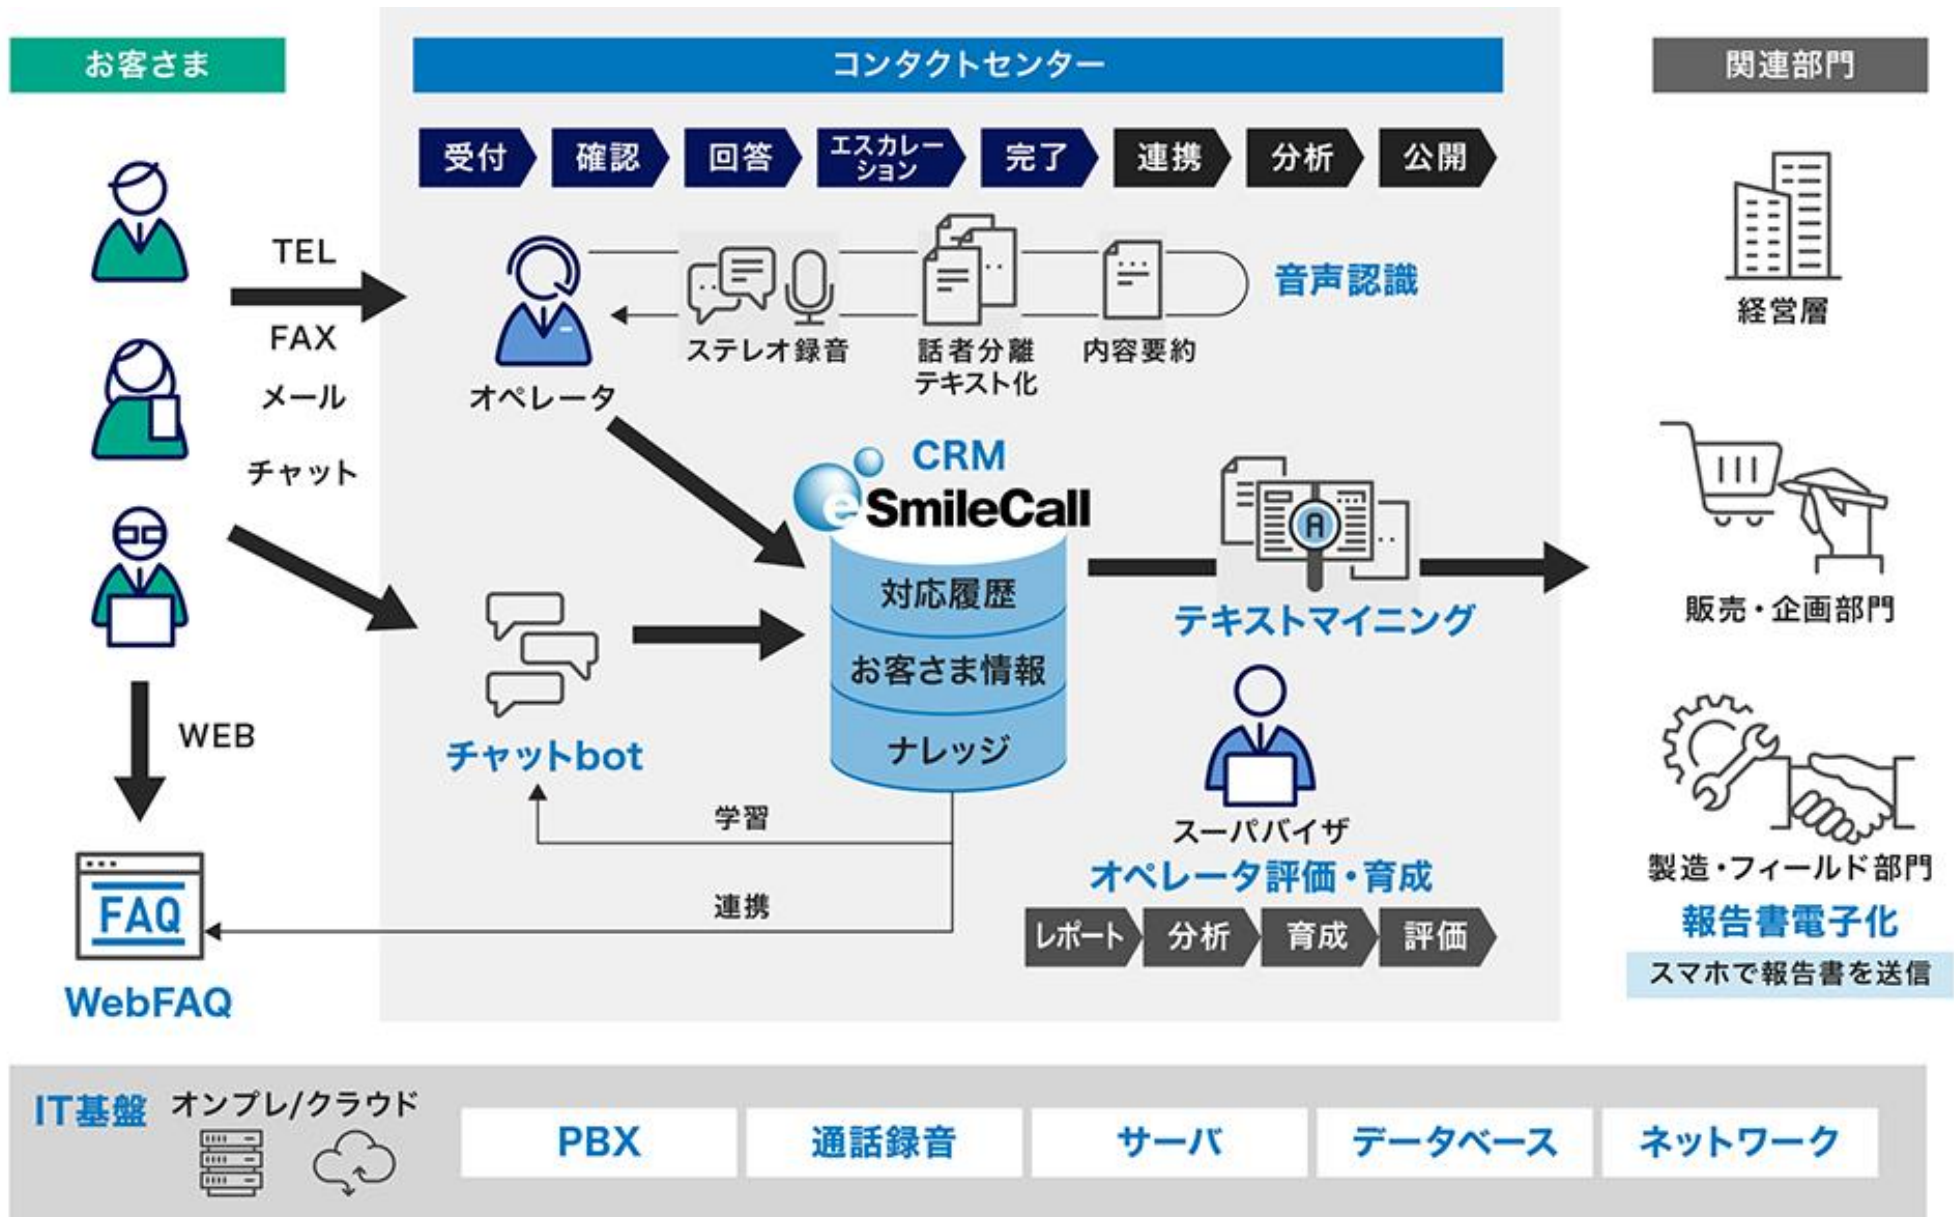 お客さま
コンタクトセンター
関連部門
受付
確認
回答
エスカレー
ション
完了
連携
分析
公開
TEL
FAX
メール
チャット
オペレータ
ステレオ録音
話者分離
テキスト化
内容要約
音声認識
経営層
CRM
eSmileCall
対応履歴
お客さま情報
ナレッジ
A
テキストマイニング
販売・企画部門
チャットbot
WEB
学習
連携
スーパバイザ
オペレータ評価・育成
レポート
分析
育成
評価
製造・フィールド部門
報告書電子化
スマホで報告書を送信
FAQ
WebFAQ
IT基盤
オンプレ/クラウド
PBX
通話録音
サーバ
データベース
ネットワーク